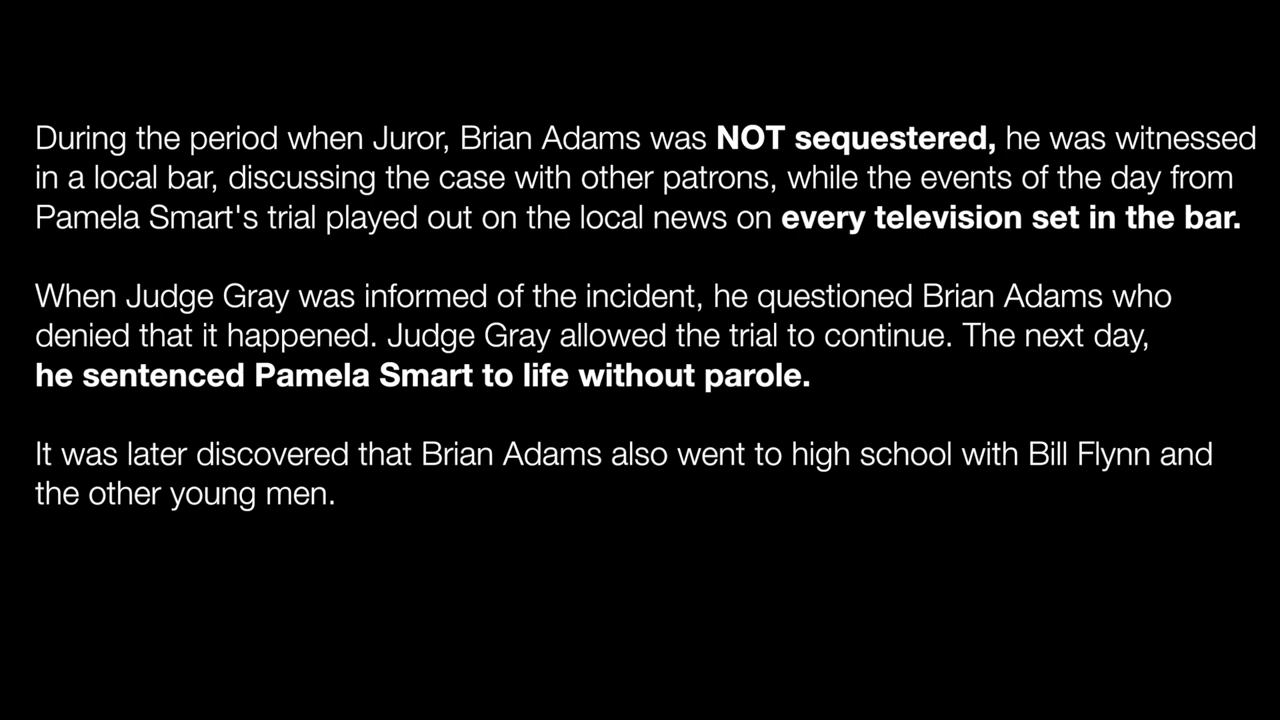 During the period when Juror, Brian Adams was NOT sequestered, he was witnessed
in a local bar, discussing the case with other patrons, while the events of the day from
Pamela Smart's trial played out on the local news on every television set in the bar.
When Judge Gray was informed of the incident, he questioned Brian Adams who
denied that it happened. Judge Gray allowed the trial to continue. The next day,
he sentenced Pamela Smart to life without parole.
It was later discovered that Brian Adams also went to high school with Bill Flynn and
the other young men.